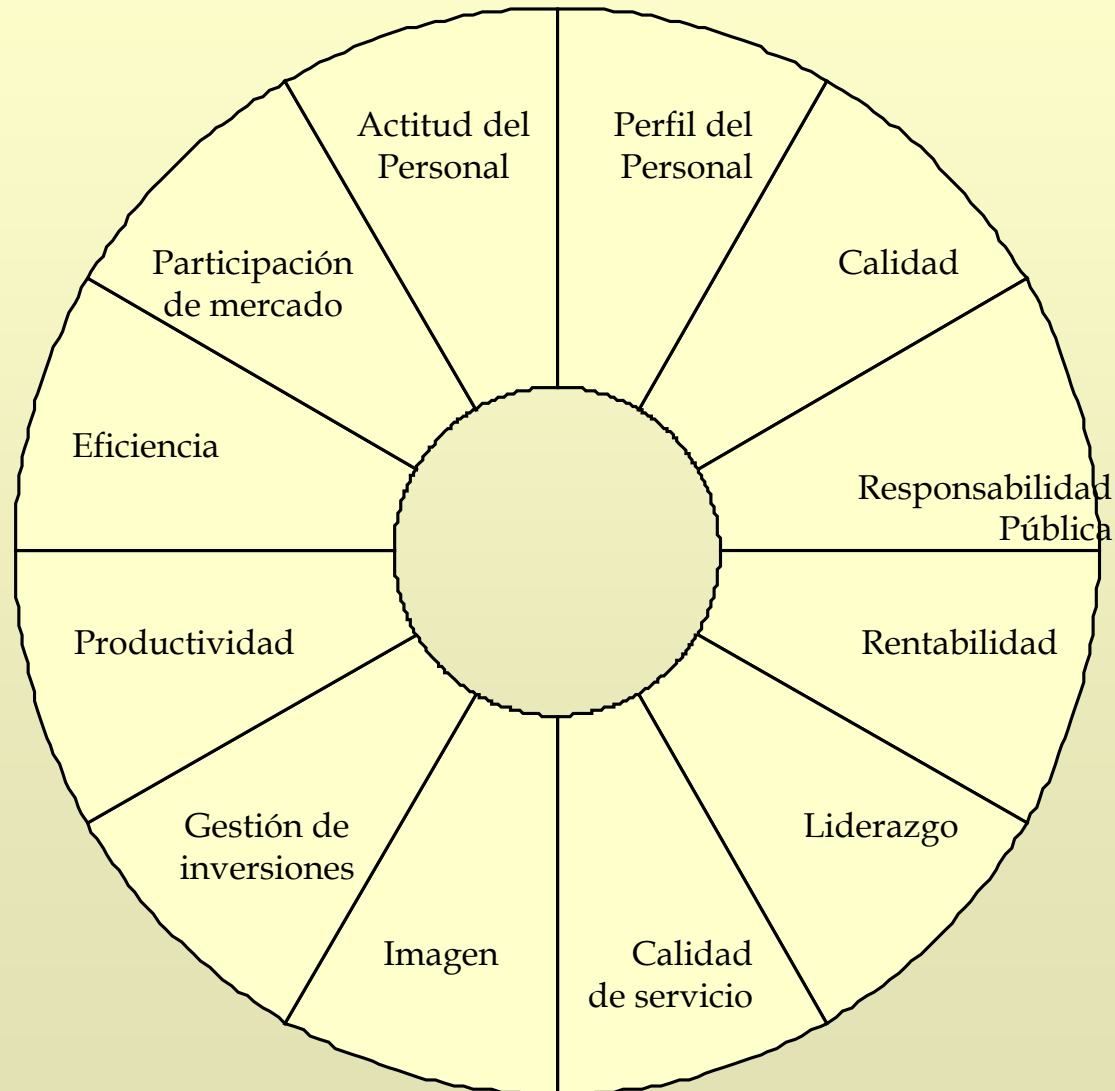 Actitud del
Personal
Perfil del
Personal
Calidad
Responsabilidad
Pública
Rentabilidad
Liderazgo
Calidad
de servicio
Imagen
Gestión de
inversiones
Productividad
Eficiencia
Participación
de mercado